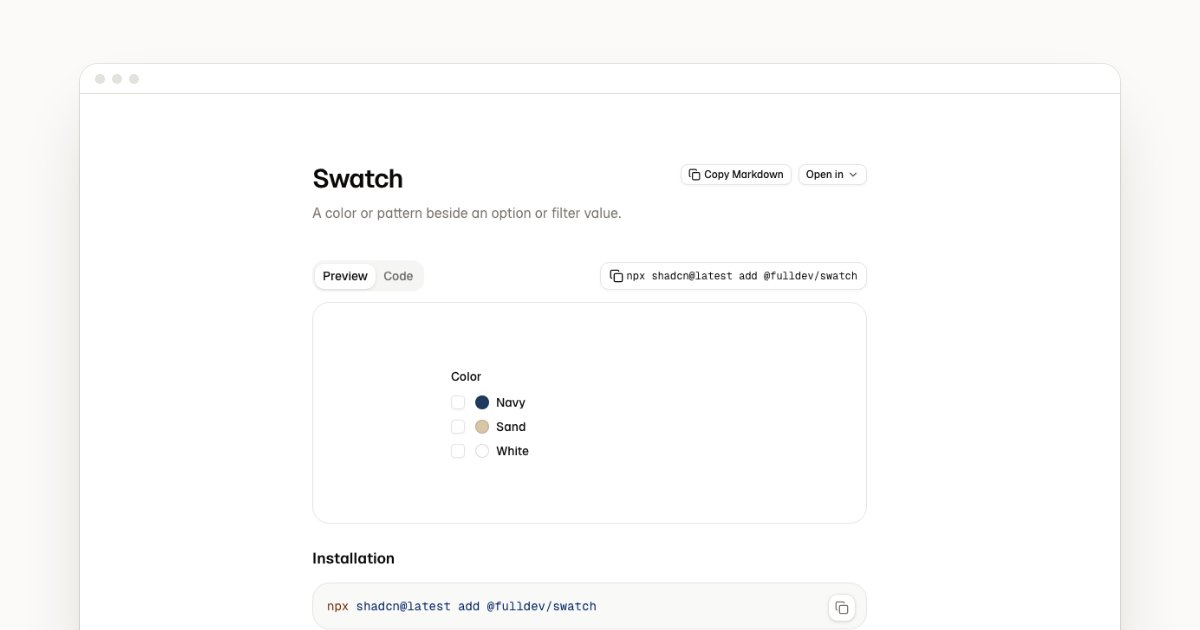 Swatch
Copy Markdown
Open in
A color or pattern beside an option or filter value.
Preview
Code
npx shadcn@latest add @fulldev/swatch
Color
Navy
Sand
White
Installation
npx shadcn@latest add @fulldev/swatch